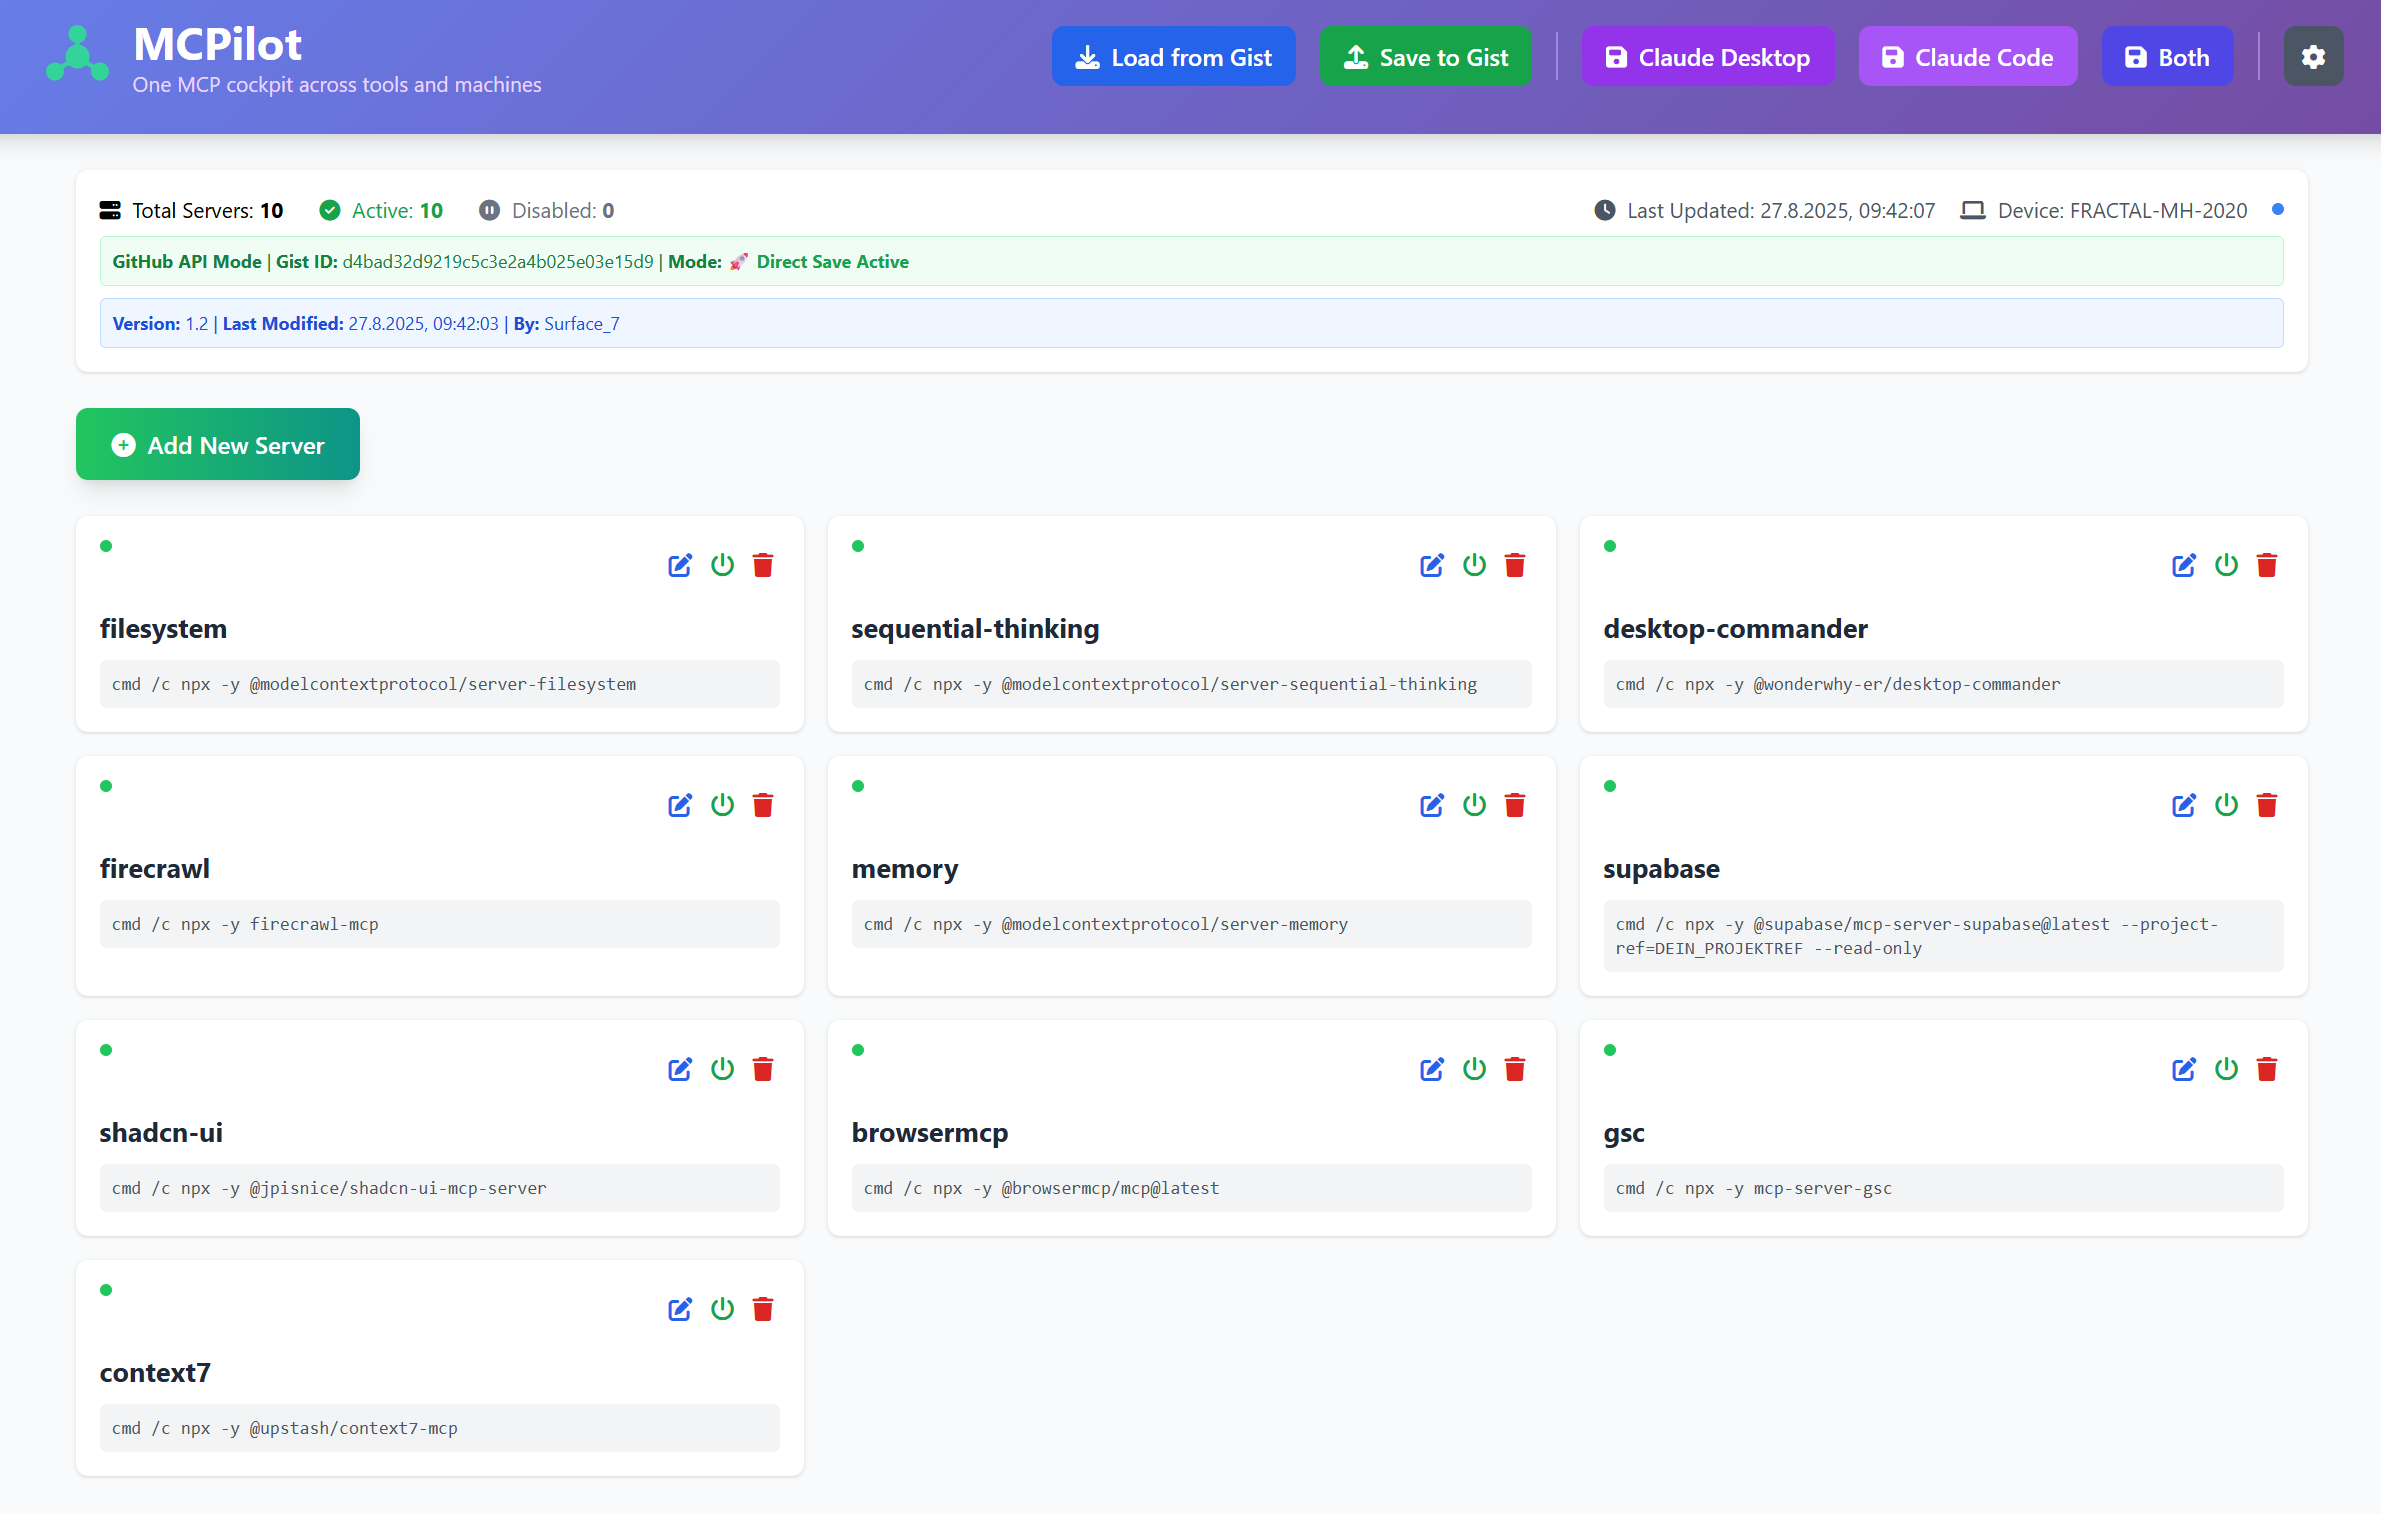 MCPilot
One MCP cockpit across tools and machines
Load from Gist
Save to Gist
Claude Desktop
Claude Code
Both
Total Servers: 10
Active: 10
Disabled: 0
Last Updated: 27.8.2025, 09:42:07
Device: FRACTAL-MH-2020
GitHub API Mode | Gist ID: d4bad32d9219c5c3e2a4b025e03e15d9 | Mode: 🚀 Direct Save Active
Version: 1.2 | Last Modified: 27.8.2025, 09:42:03 | By: Surface_7
Add New Server
filesystem
cmd /c npx -y @modelcontextprotocol/server-filesystem
sequential-thinking
cmd /c npx -y @modelcontextprotocol/server-sequential-thinking
desktop-commander
cmd /c npx -y @wonderwhy-er/desktop-commander
firecrawl
cmd /c npx -y firecrawl-mcp
memory
cmd /c npx -y @modelcontextprotocol/server-memory
supabase
cmd /c npx -y @supabase/mcp-server-supabase@latest --project-
ref=DEIN_PROJEKTREF --read-only
shadcn-ui
cmd /c npx -y @jpisnice/shadcn-ui-mcp-server
browsermcp
cmd /c npx -y @browsermcp/mcp@latest
gsc
cmd /c npx -y mcp-server-gsc
context7
cmd /c npx -y @upstash/context7-mcp